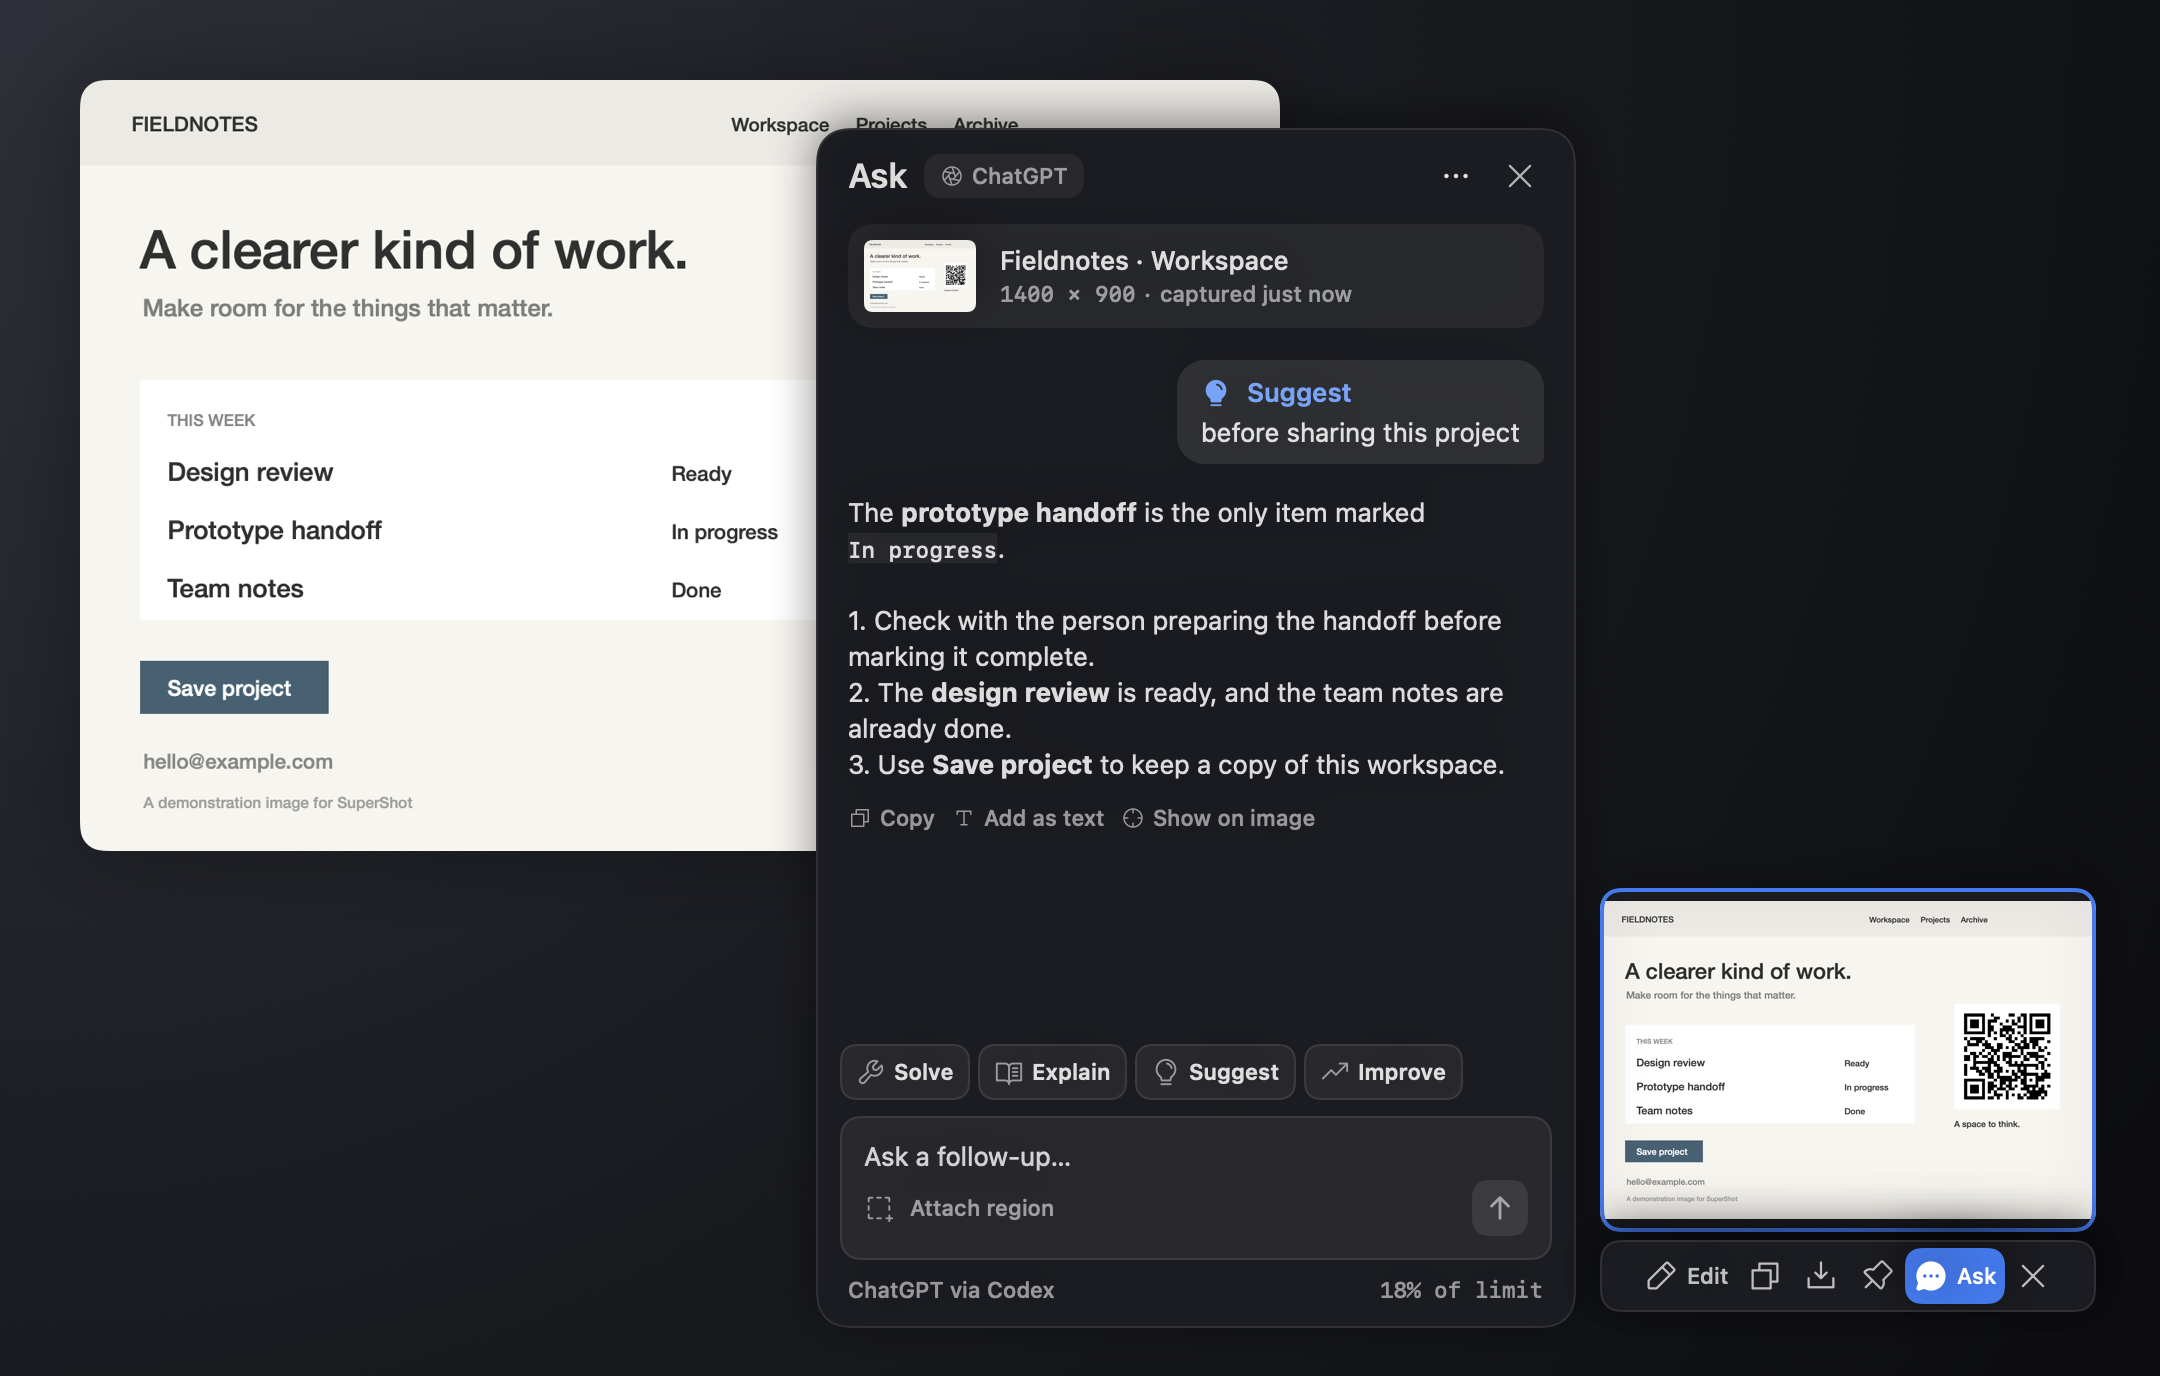 FIELDNOTES
Workspace Projects Archive
A clearer kind of work.
Make room for the things that matter.
THIS WEEK
Design review Ready
Prototype handoff In progress
Team notes Done
Save project
hello@example.com
A demonstration image for SuperShot
Ask ChatGPT
A clearer kind of work.
Fieldnotes · Workspace
1400 × 900 · captured just now
Suggest
before sharing this project
The prototype handoff is the only item marked
In progress.
1. Check with the person preparing the handoff before
marking it complete.
2. The design review is ready, and the team notes are
already done.
3. Use Save project to keep a copy of this workspace.
Copy Add as text Show on image
Solve Explain Suggest Improve
Ask a follow-up...
Attach region
ChatGPT via Codex 18% of limit
FIELDNOTES Workspace Projects Archive
A clearer kind of work.
Make room for the things that matter.
THIS WEEK
Design review Ready
Prototype handoff In progress
Team notes Done
A space to think.
Save project
hello@example.com
A demonstration image for SuperShot
Edit Ask